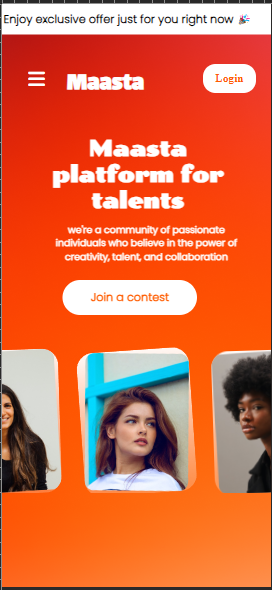 Enjoy exclusive offer just for you right now 🎉
Maasta
Login
Maasta
platform for
talents
we're a community of passionate
individuals who believe in the power of
creativity, talent, and collaboration
Join a contest